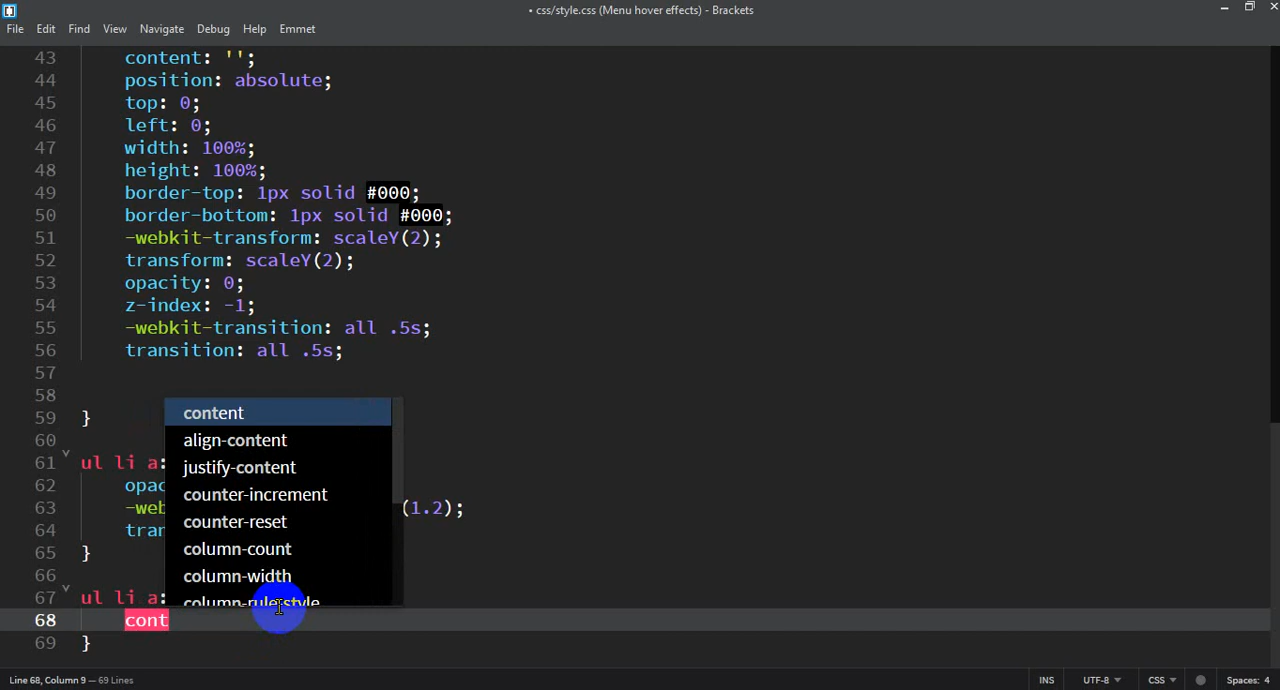 • css/style.css (Menu hover effects) - Brackets
File Edit Find View Navigate Debug Help Emmet
43 content: '';
44 position: absolute;
45 top: 0;
46 left: 0;
47 width: 100%;
48 height: 100%;
49 border-top: 1px solid #000;
50 border-bottom: 1px solid #000;
51 -webkit-transform: scaleY(2);
52 transform: scaleY(2);
53 opacity: 0;
54 z-index: -1;
55 -webkit-transition: all .5s;
56 transition: all .5s;
57
58
59 }
60
61 ul li a:
62 opac
63 -web (1.2);
64 tran
65 }
66
67 ul li a:
68 cont
69 }
content
align-content
justify-content
counter-increment
counter-reset
column-count
column-width
column-rule-style
Line 68, Column 9 — 69 Lines
INS UTF-8 CSS Spaces: 4